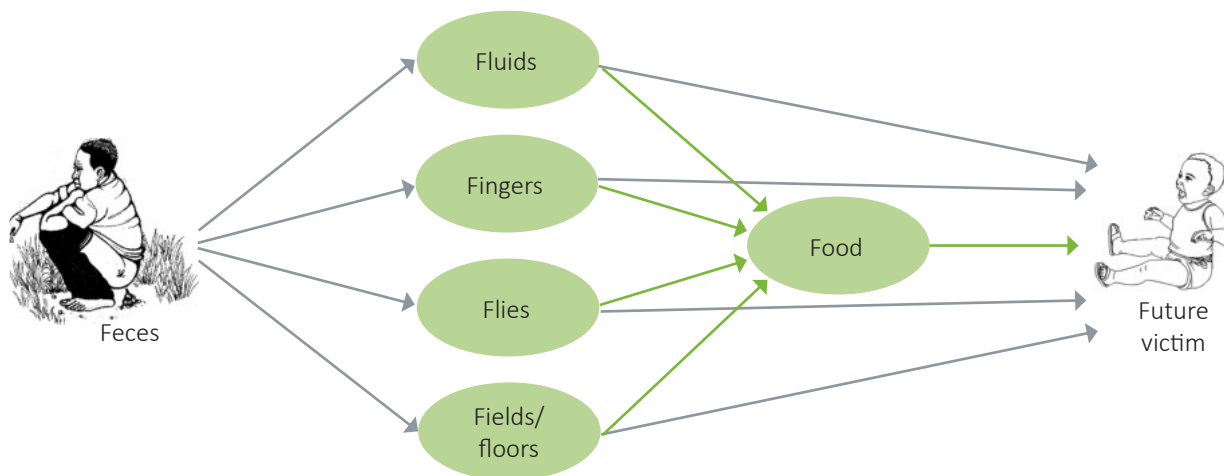 Fluids
Fingers
Food
Flies
Feces
Future
victim
Fields/
floors